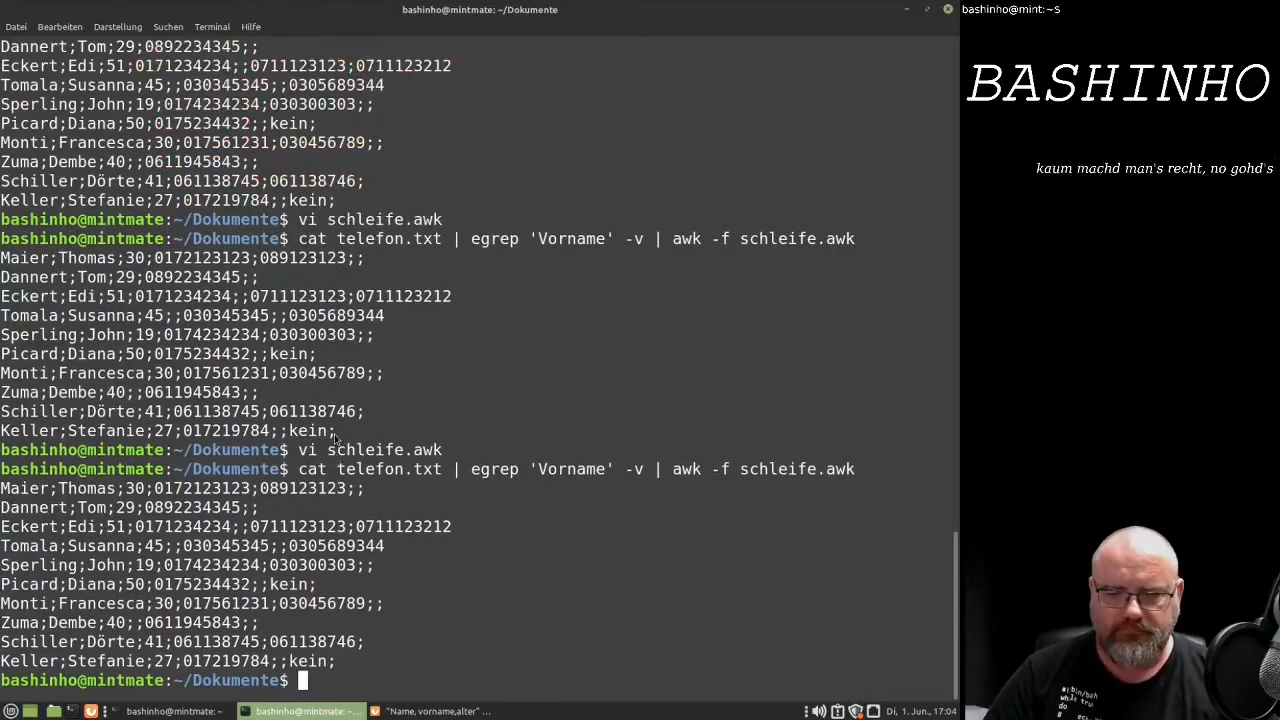 bashinho@mintmate: ~/Dokumente
bashinho@mint:~$
Datei Bearbeiten Darstellung Suchen Terminal Hilfe
Dannert;Tom;29;0892234345;;
Eckert;Edi;51;0171234234;;0711123123;0711123212
Tomala;Susanna;45;;030345345;;0305689344
Sperling;John;19;0174234234;030300303;;
Picard;Diana;50;0175234432;;kein;
Monti;Francesca;30;017561231;030456789;;
Zuma;Dembe;40;;0611945843;;
Schiller;Dörte;41;061138745;061138746;
Keller;Stefanie;27;017219784;;kein;
bashinho@mintmate:~/Dokumente$ vi schleife.awk
bashinho@mintmate:~/Dokumente$ cat telefon.txt | egrep 'Vorname' -v | awk -f schleife.awk
Maier;Thomas;30;0172123123;089123123;;
Dannert;Tom;29;0892234345;;
Eckert;Edi;51;0171234234;;0711123123;0711123212
Tomala;Susanna;45;;030345345;;0305689344
Sperling;John;19;0174234234;030300303;;
Picard;Diana;50;0175234432;;kein;
Monti;Francesca;30;017561231;030456789;;
Zuma;Dembe;40;;0611945843;;
Schiller;Dörte;41;061138745;061138746;
Keller;Stefanie;27;017219784;;kein;
bashinho@mintmate:~/Dokumente$ vi schleife.awk
bashinho@mintmate:~/Dokumente$ cat telefon.txt | egrep 'Vorname' -v | awk -f schleife.awk
Maier;Thomas;30;0172123123;089123123;;
Dannert;Tom;29;0892234345;;
Eckert;Edi;51;0171234234;;0711123123;0711123212
Tomala;Susanna;45;;030345345;;0305689344
Sperling;John;19;0174234234;030300303;;
Picard;Diana;50;0175234432;;kein;
Monti;Francesca;30;017561231;030456789;;
Zuma;Dembe;40;;0611945843;;
Schiller;Dörte;41;061138745;061138746;
Keller;Stefanie;27;017219784;;kein;
bashinho@mintmate:~/Dokumente$
bashinho@mintmate: ~ bashinho@mintmate: ~... "Name, vorname,alter" ... Di, 1. Jun., 17:04
BASHINHO
kaum machd man's recht, no gohd's
#!/bin/bash
while true
do
#